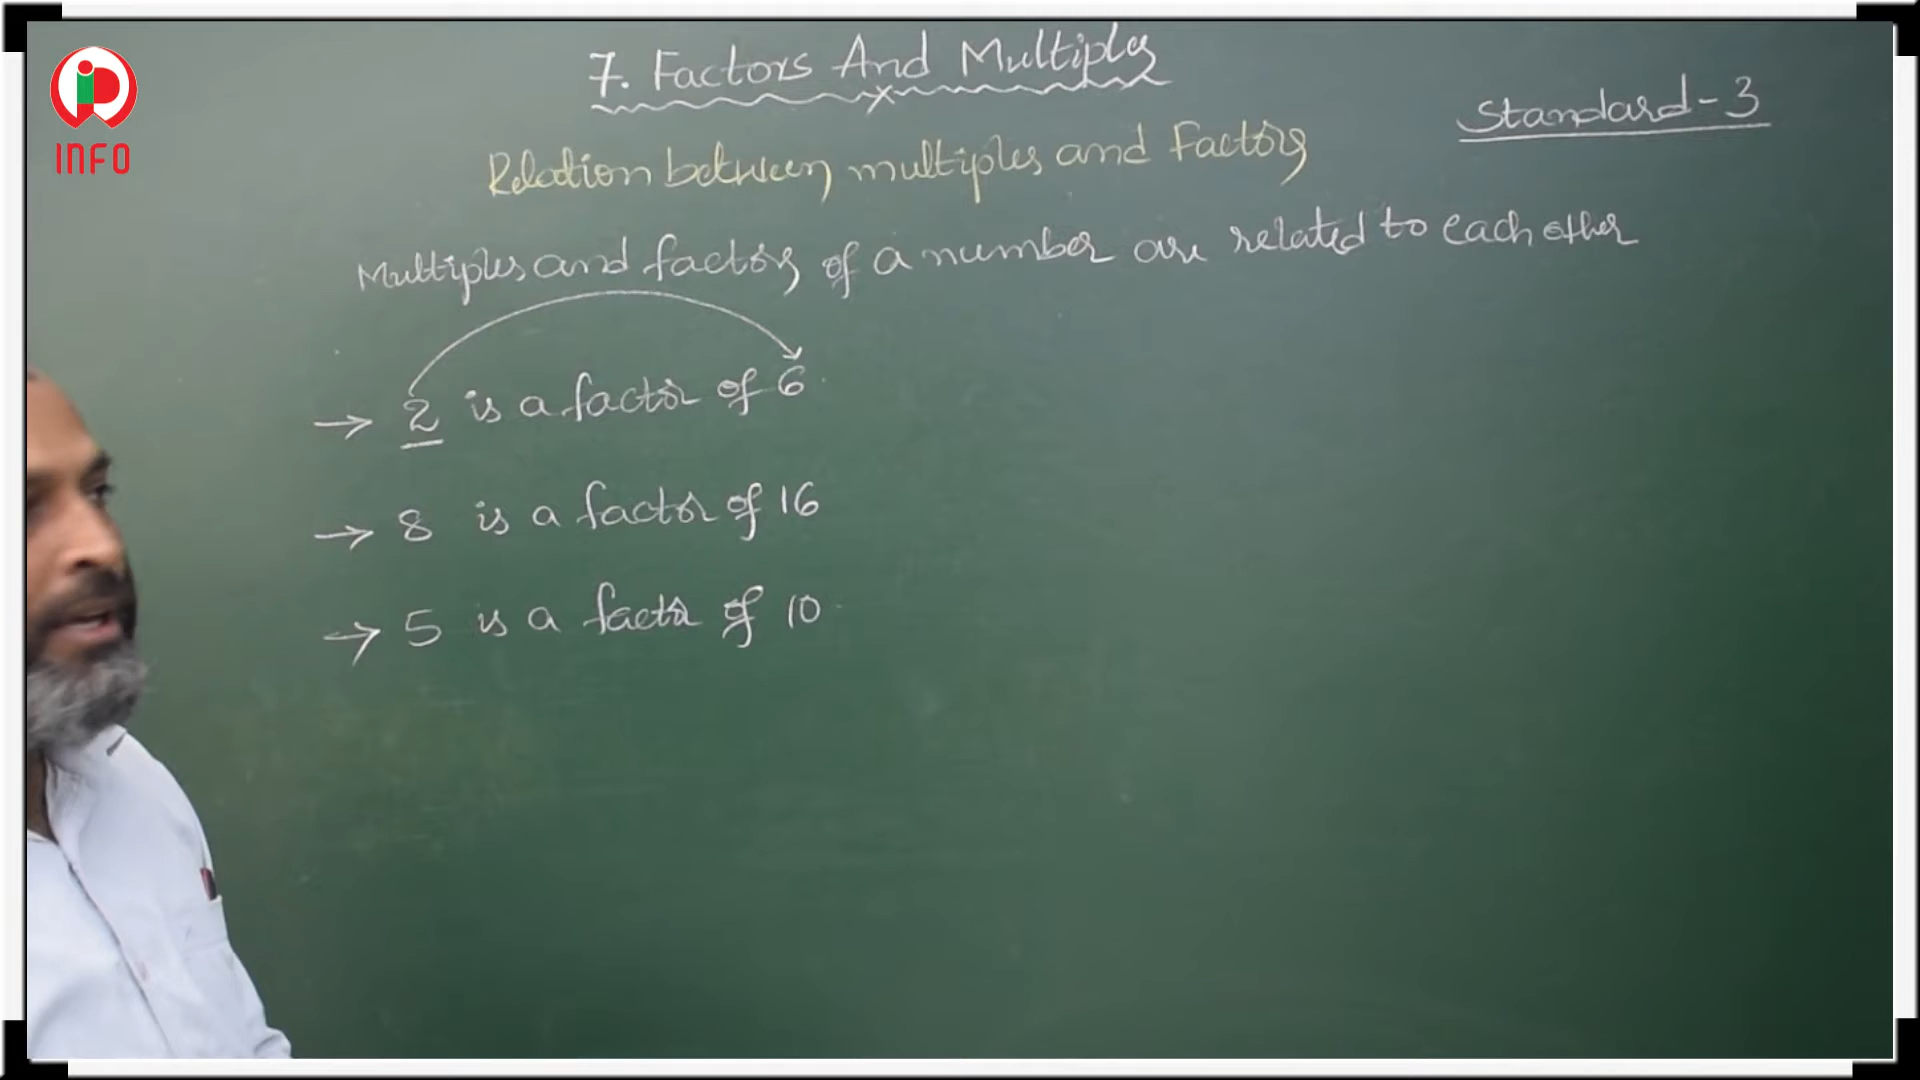 INFO
7. Factors And Multiples
Standard-3
Relation between multiples and Factors
Multiples and factors of a number are related to each other
→ 2 is a factor of 6
→ 8 is a factor of 16
→ 5 is a factor of 10